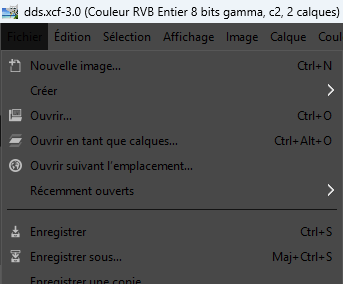 dds.xcf-3.0 (Couleur RVB Entier 8 bits gamma, c2, 2 calques)
Fichier Édition Sélection Affichage Image Calque Coul
Nouvelle image... Ctrl+N
Créer
Ouvrir... Ctrl+O
Ouvrir en tant que calques... Ctrl+Alt+O
Ouvrir suivant l'emplacement...
Récemment ouverts
Enregistrer Ctrl+S
Enregistrer sous... Maj+Ctrl+S
Enregistrer une copie